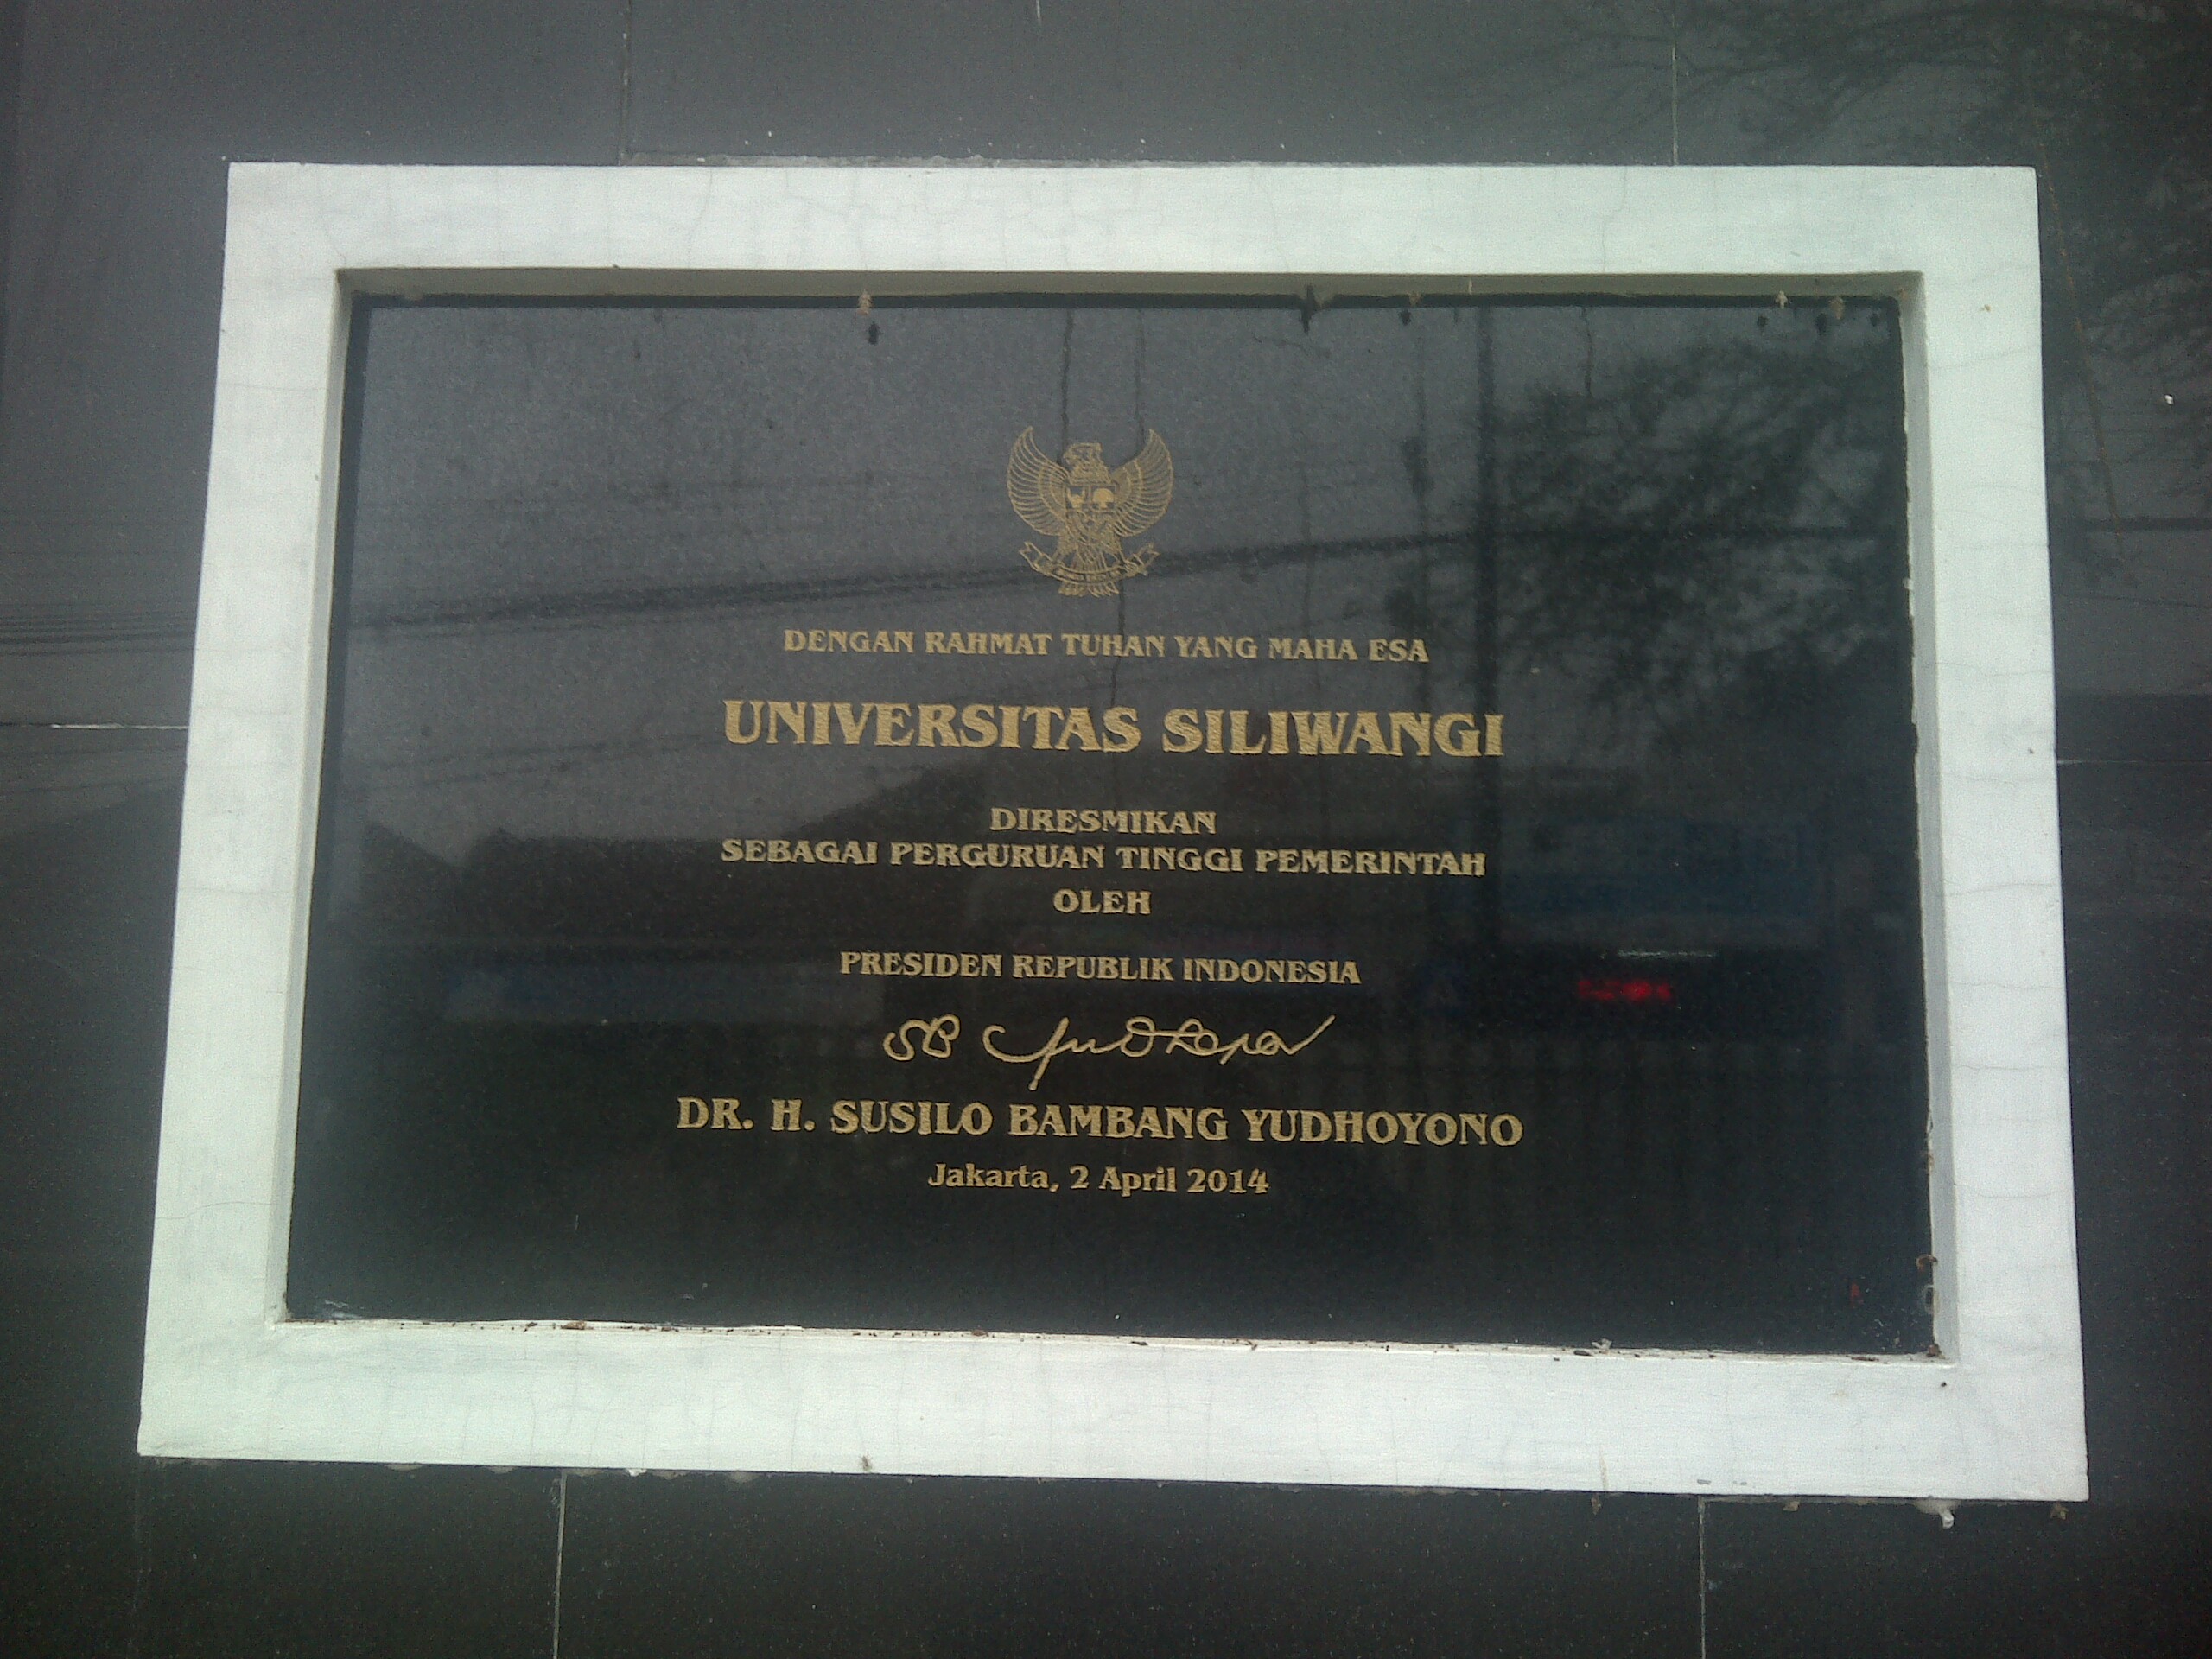 DENGAN RAHMAT TUHAN YANG MAHA ESA
UNIVERSITAS SILIWANGI
DIRESMIKAN
SEBAGAI PERGURUAN TINGGI PEMERINTAH
OLEH
PRESIDEN REPUBLIK INDONESIA
DR. H. SUSILO BAMBANG YUDHOYONO
Jakarta, 2 April 2014